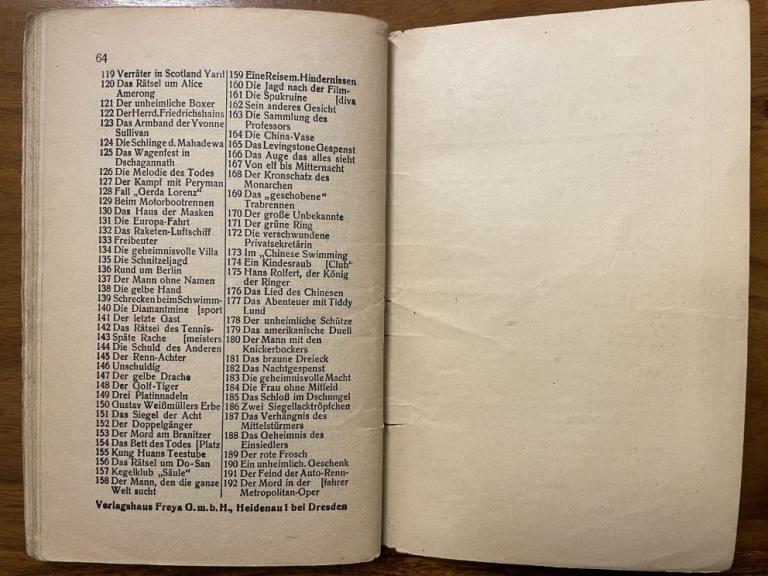 64
119 Verräter in Scotland Yard
120 Das Rätsel um Alice
Amerong
121 Der unheimliche Boxer
122 DerHerrd.Friedrichshains
123 Das Armband der Yvonne
Sullivan
124 Die Schlinge d. Mahadewa
125 Das Wagenfest in
Dschagannath
126 Die Melodie des Todes
127 Der Kampf mit Peryman
128 Fall „Gerda Lorenz"
129 Beim Motorbootrennen
130 Das Haus der Masken
131 Die Europa-Fahrt
132 Das Raketen-Luftschiff
133 Freibeuter
134 Die geheimnisvolle Villa
135 Die Schnitzeljagd
136 Rund um Berlin
137 Der Mann ohne Namen
138 Die gelbe Hand
139 Schrecken beim Schwimm-
140 Die Diamantmine [sport
141 Der letzte Gast
142 Das Rätsel des Tennis-
143 Späte Rache [meisters
144 Die Schuld des Anderen
145 Der Renn-Achter
146 Unschuldig
147 Der gelbe Drache
148 Der Golf-Tiger
149 Drei Platinnadeln
150 Gustav Weißmüllers Erbe
151 Das Siegel der Acht
152 Der Doppelgänger
153 Der Mord am Branitzer
154 Das Bett des Todes [Platz
155 Kung Huans Teestube
156 Das Rätsel um Do-San
157 Kegelklub „Säule"
158 Der Mann, den die ganze
Welt sucht
159 Eine Reise m. Hindernissen
160 Die Jagd nach der Film-
161 Die Spukruine [diva
162 Sein anderes Gesicht
163 Die Sammlung des
Professors
164 Die China-Vase
165 Das Levingstone Gespenst
166 Das Auge das alles sieht
167 Von elf bis Mitternacht
168 Der Kronschatz des
Monarchen
169 Das „geschobene"
Trabrennen
170 Der große Unbekannte
171 Der grüne Ring
172 Die verschwundene
Privatsekretärin
173 Im „Chinese Swimming
174 Ein Kindesraub [Club"
175 Hans Rolfert, der König
der Ringer
176 Das Lied des Chinesen
177 Das Abenteuer mit Tiddy
Lund
178 Der unheimliche Schütze
179 Das amerikanische Duell
180 Der Mann mit den
Knickerbockers
181 Das braune Dreieck
182 Das Nachtgespenst
183 Die geheimnisvolle Macht
184 Die Frau ohne Mitleid
185 Das Schloß im Dschungel
186 Zwei Siegellacktröpfchen
187 Das Verhängnis des
Mittelstürmers
188 Das Geheimnis des
Einsiedlers
189 Der rote Frosch
190 Ein unheimlich. Geschenk
191 Der Feind der Auto-Renn-
192 Der Mord in der [fahrer
Metropolitan-Oper
Verlagshaus Freya G.m.b.H., Heidenau I bei Dresden